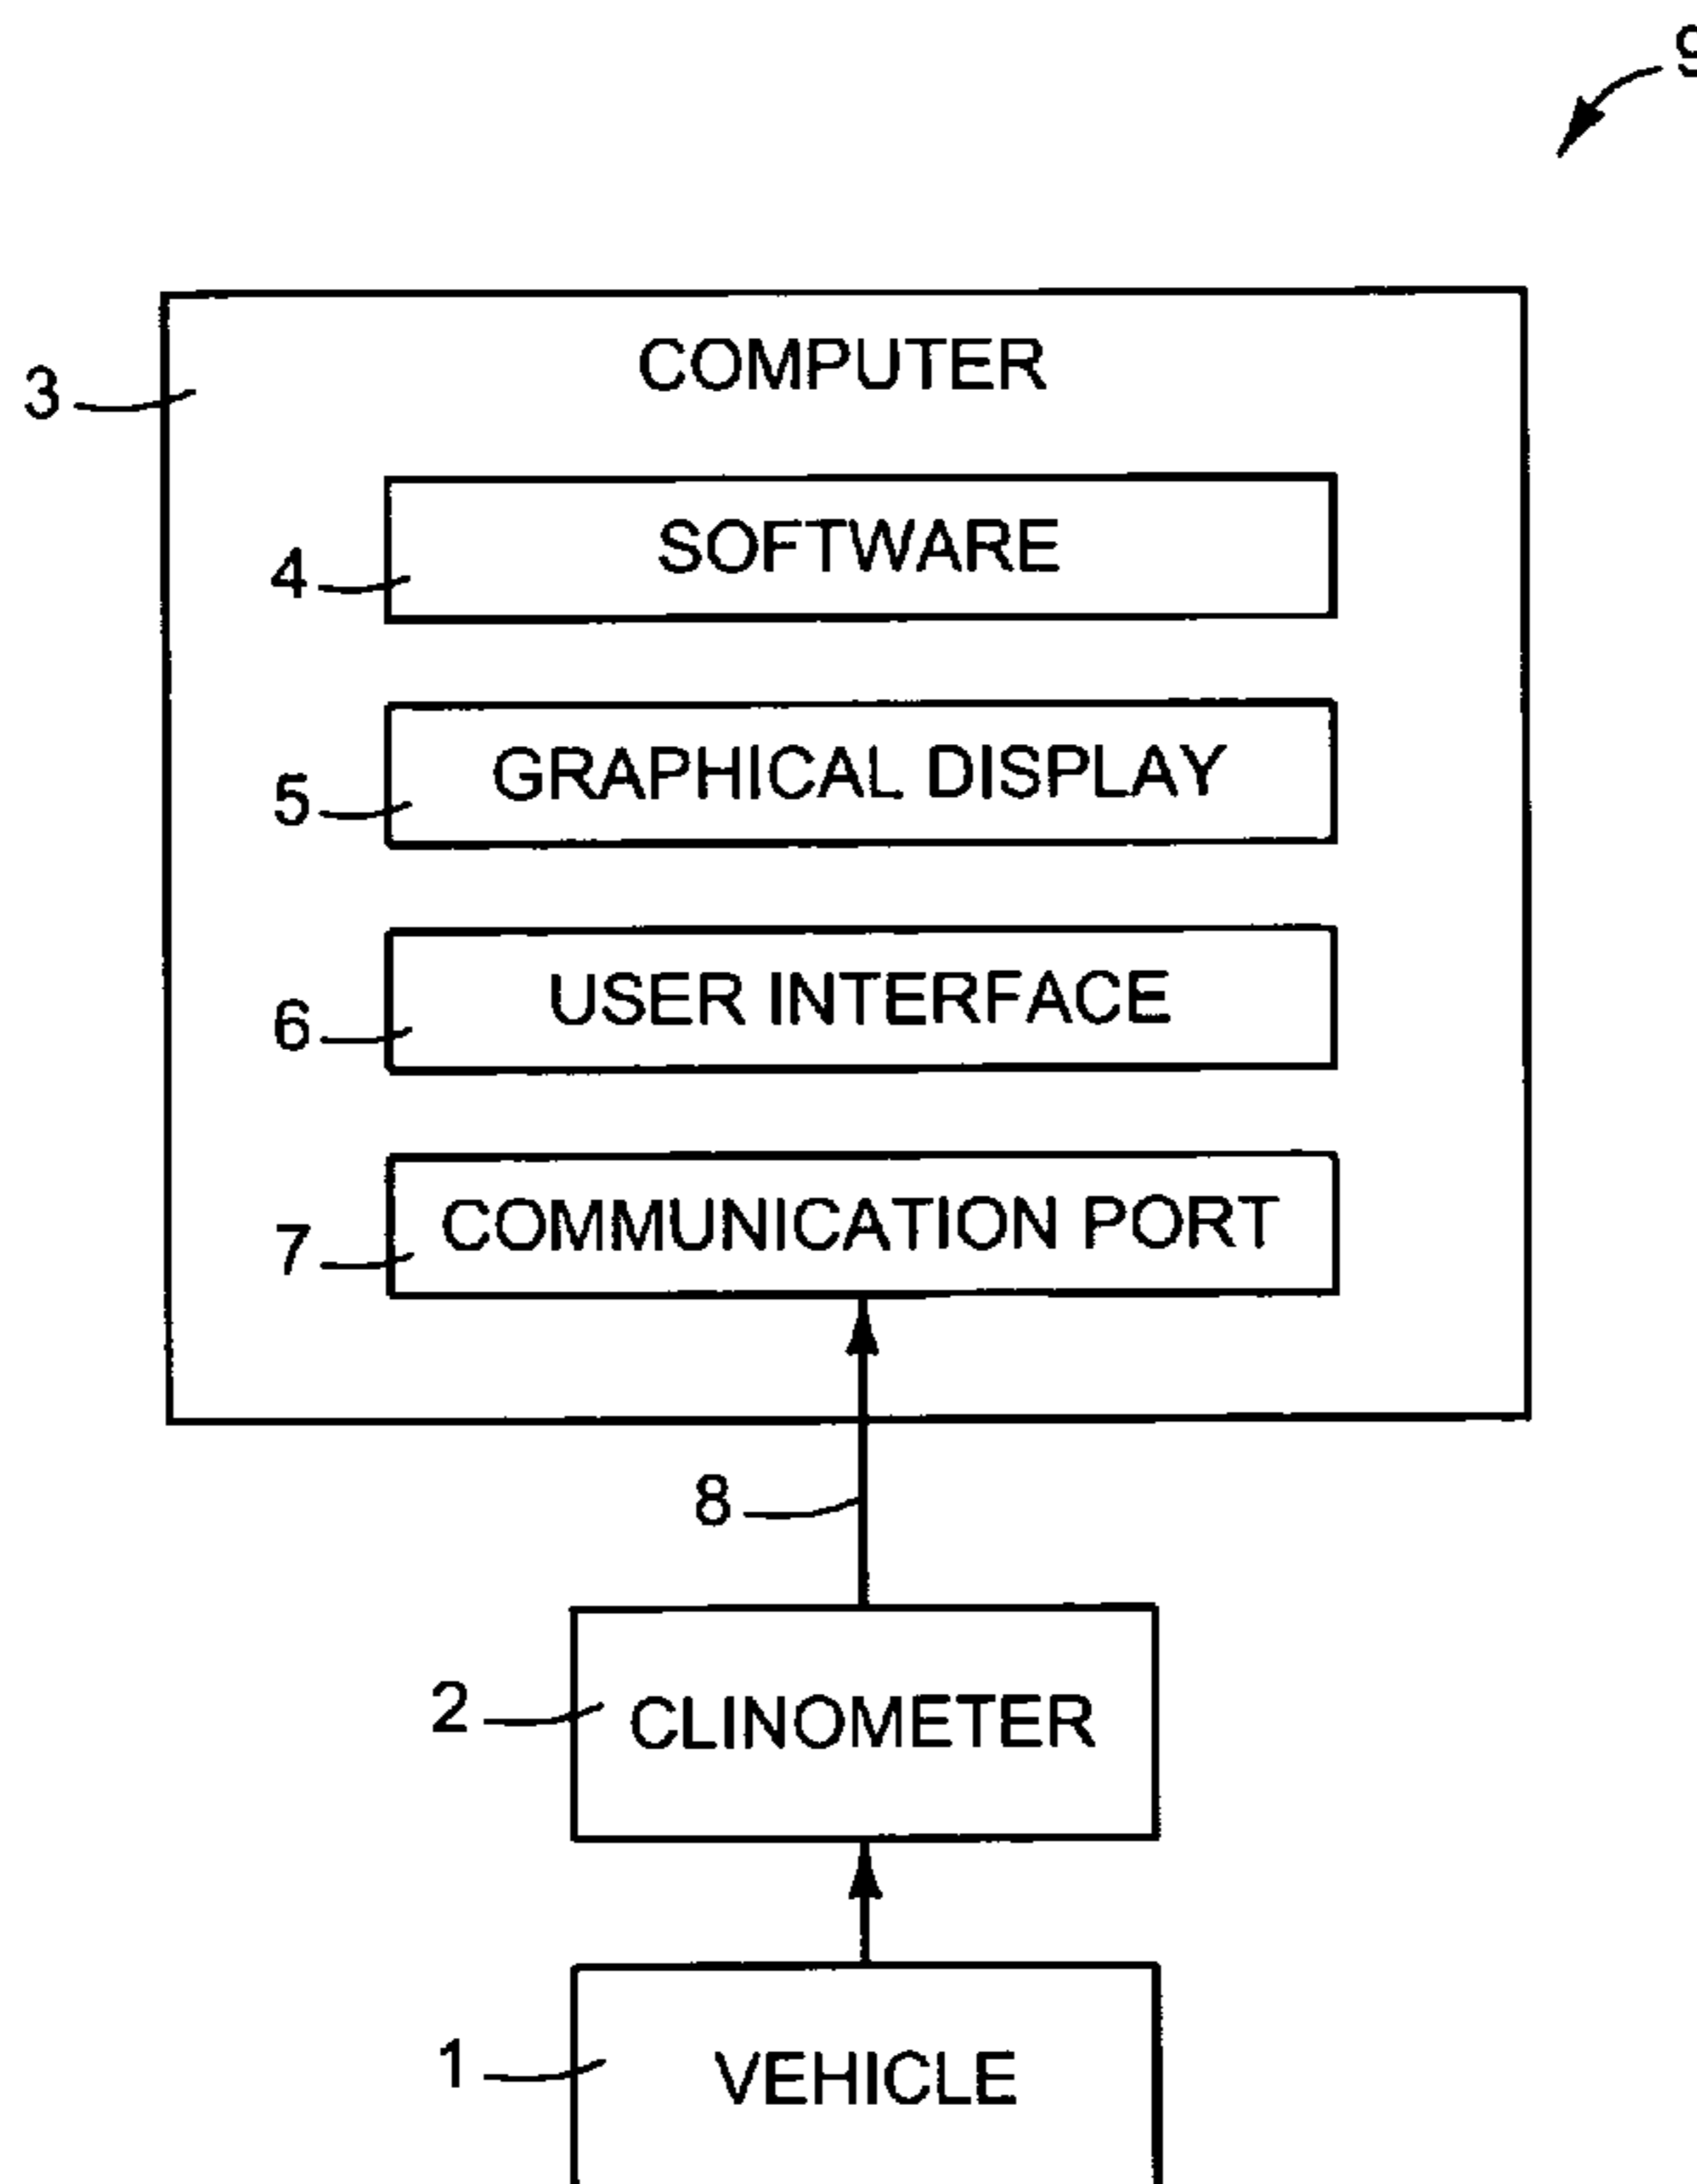 9
COMPUTER
3
SOFTWARE
4
GRAPHICAL DISPLAY
5
USER INTERFACE
6
COMMUNICATION PORT
7
8
CLINOMETER
2
VEHICLE
1